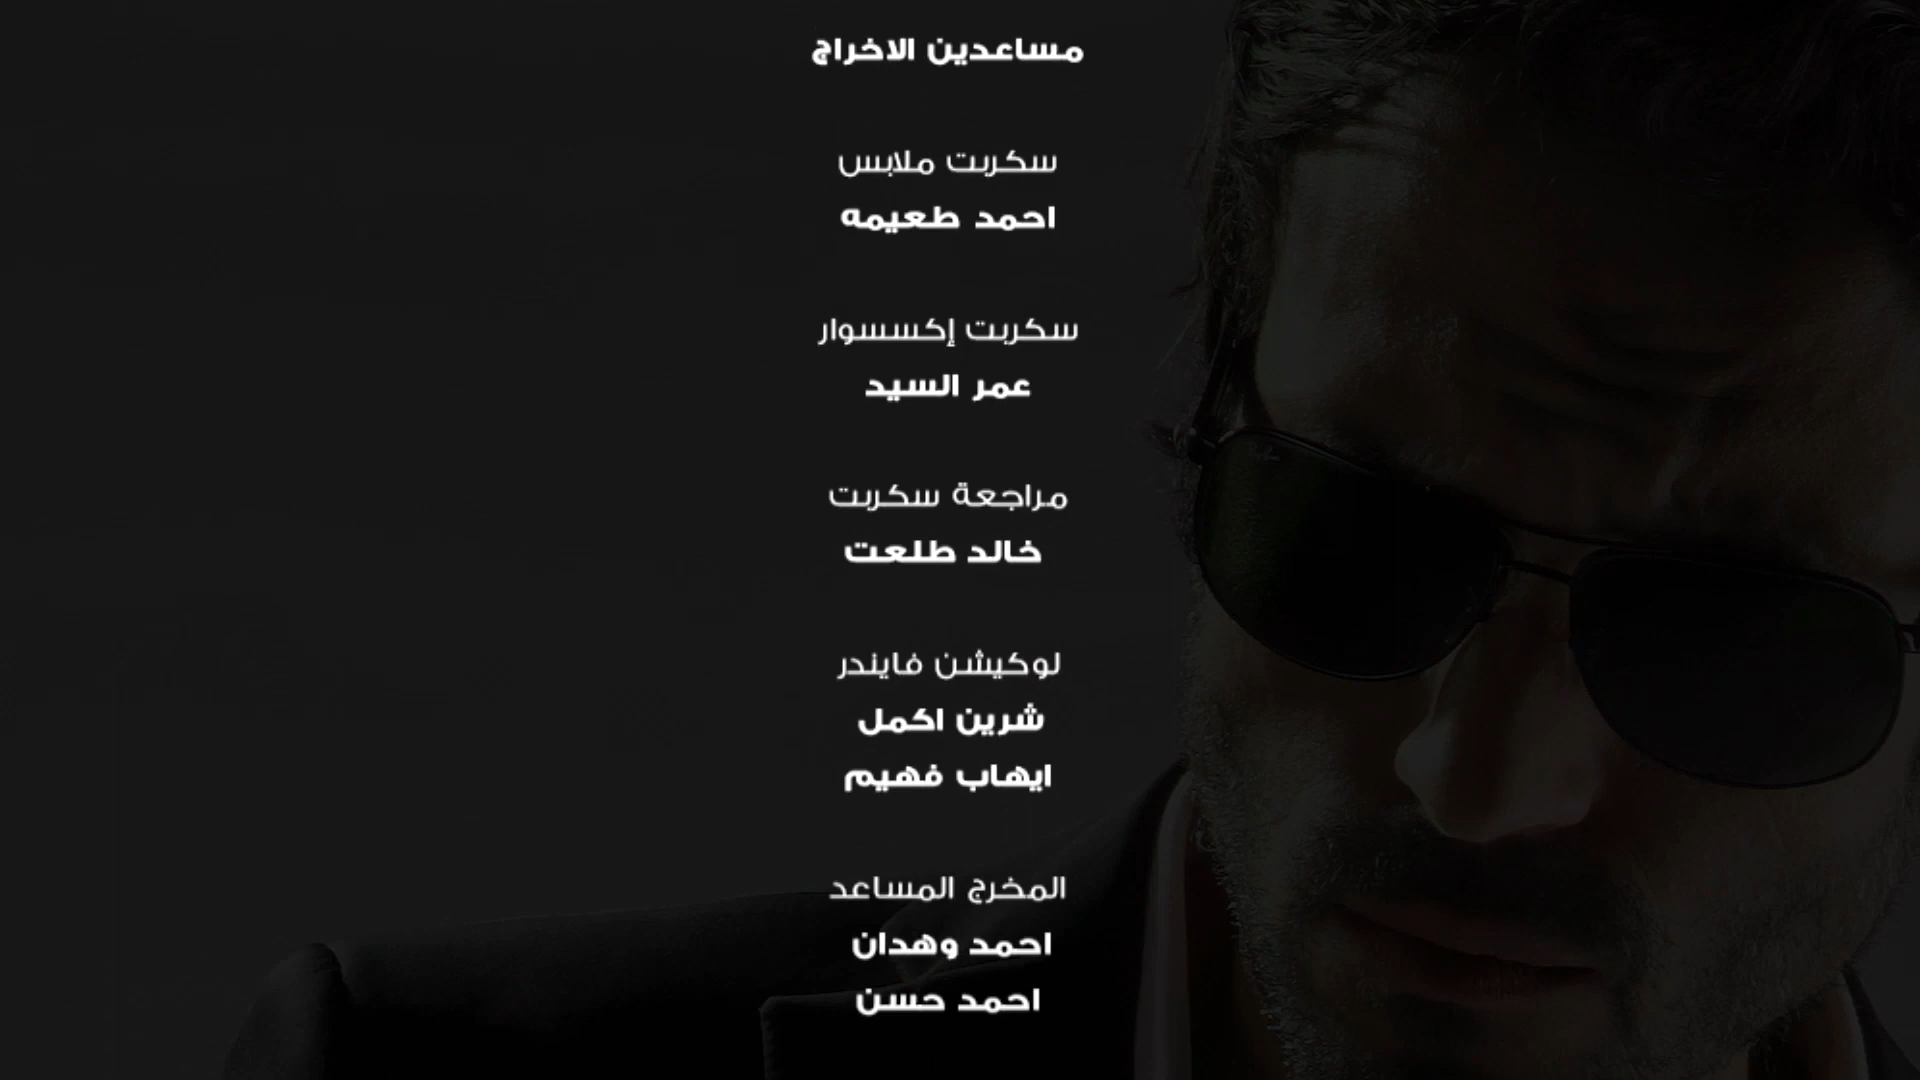 مساعدين الاخراج
سكربت ملابس
احمد طعيمه
سكربت إكسسوار
عمر السيد
مراجعة سكربت
خالد طلعت
لوكيشن فايندر
شرين اكمل
ايهاب فهيم
المخرج المساعد
احمد وهدان
احمد حسن